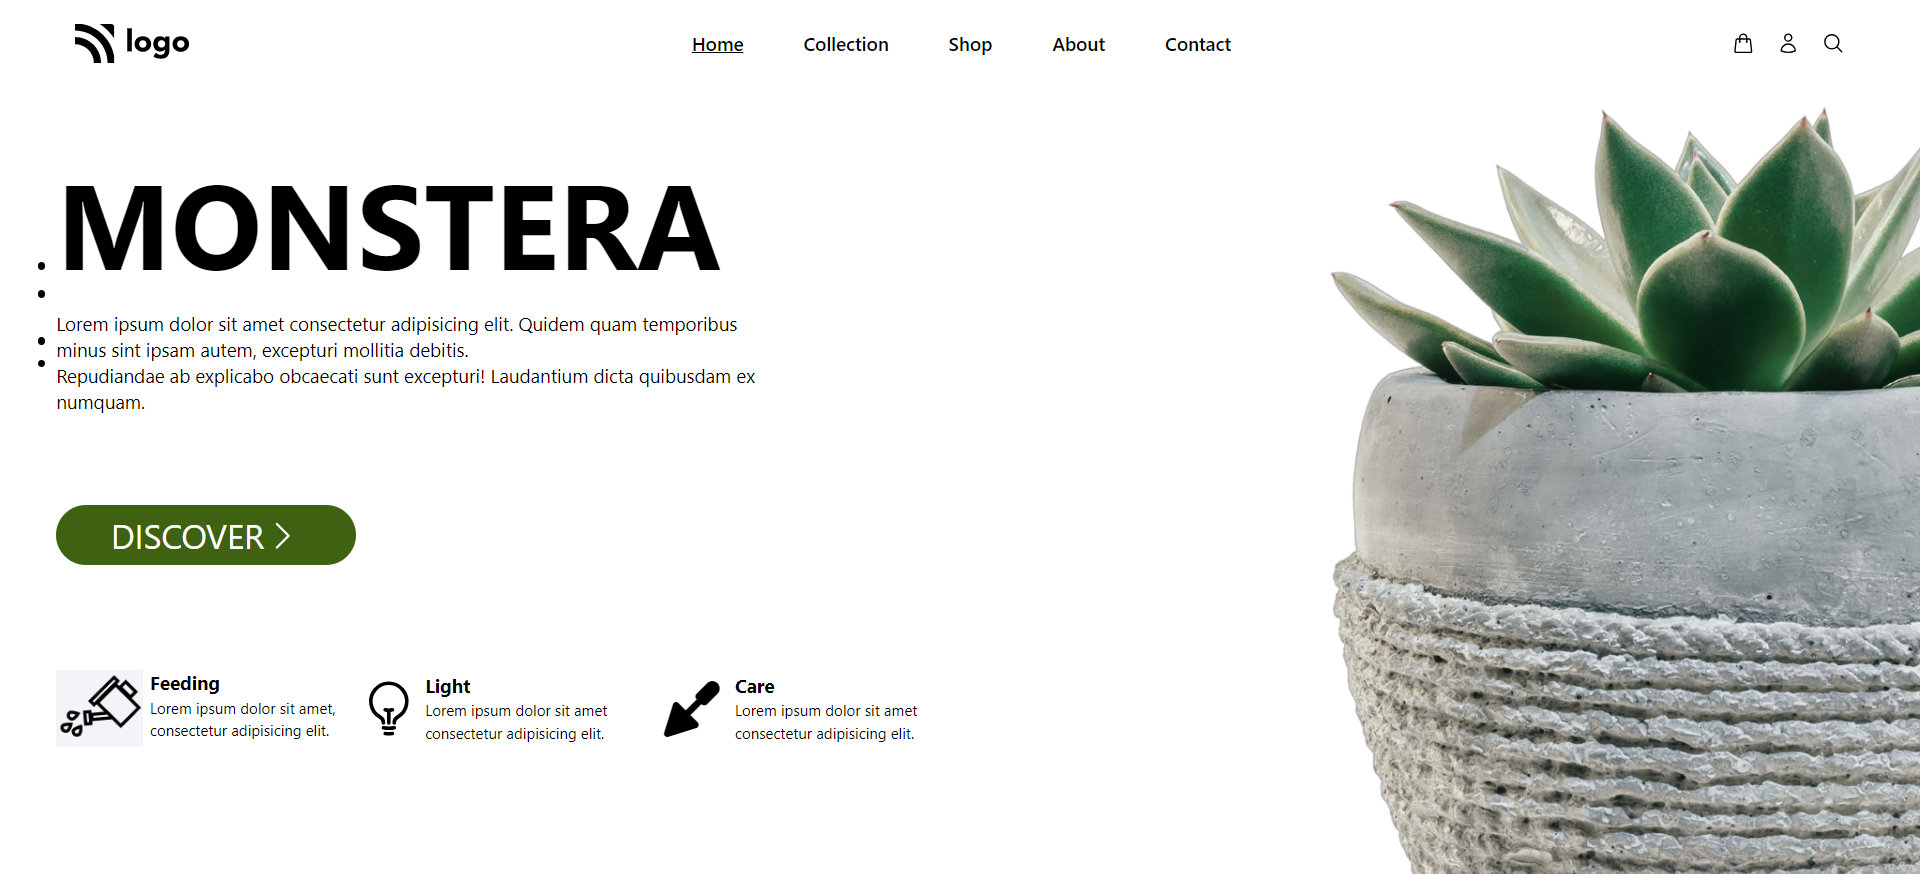 logo
Home Collection Shop About Contact
MONSTERA
Lorem ipsum dolor sit amet consectetur adipisicing elit. Quidem quam temporibus
minus sint ipsam autem, excepturi mollitia debitis.
Repudiandae ab explicabo obcaecati sunt excepturi! Laudantium dicta quibusdam ex
numquam.
DISCOVER
Feeding
Lorem ipsum dolor sit amet,
consectetur adipisicing elit.
Light
Lorem ipsum dolor sit amet
consectetur adipisicing elit.
Care
Lorem ipsum dolor sit amet
consectetur adipisicing elit.